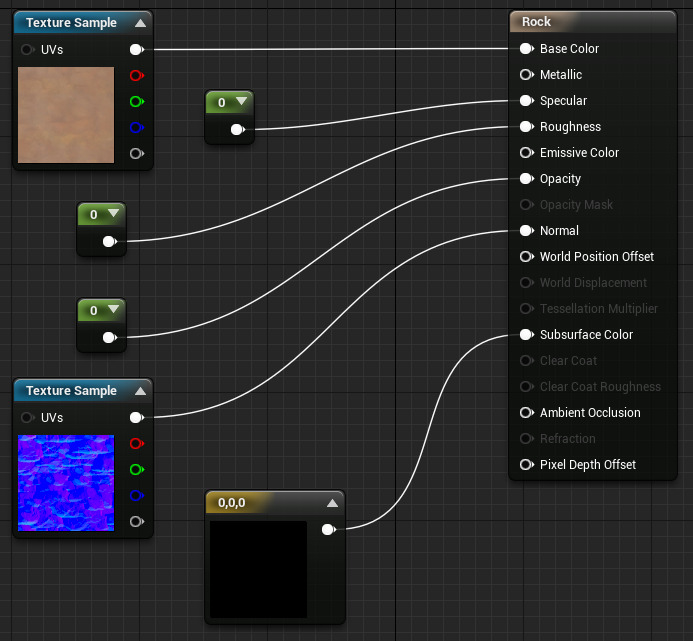 Texture Sample
UVs
0
0
0
Texture Sample
UVs
0,0,0
Rock
Base Color
Metallic
Specular
Roughness
Emissive Color
Opacity
Opacity Mask
Normal
World Position Offset
World Displacement
Tessellation Multiplier
Subsurface Color
Clear Coat
Clear Coat Roughness
Ambient Occlusion
Refraction
Pixel Depth Offset